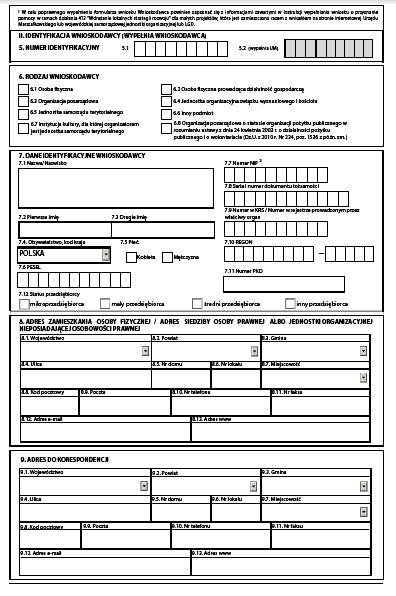 ¹ W celu poprawnego wypełnienia formularza wniosku Wnioskodawca powinien zapoznać się z informacjami zawartymi w Instrukcji wypełniania wniosku o przyznanie
pomocy w ramach działania 413 "Wdrażanie lokalnych strategii rozwoju" dla małych projektów, która jest zamieszczona razem z wnioskiem na stronie internetowej Urzędu
Marszałkowskiego lub wojewódzkiej samorządowej jednostki organizacyjnej lub LGD.
II. IDENTYFIKACJA WNIOSKODAWCY (WYPEŁNIA WNIOSKODAWCA)
5. NUMER IDENTYFIKACYJNY 5.1 5.2 (wypełnia UM)
6. RODZAJ WNIOSKODAWCY
6.1 Osoba fizyczna 6.2 Osoba fizyczna prowadząca działalność gospodarczą
6.3 Organizacja pozarządowa 6.4 Jednostka organizacyjna związku wyznaniowego i kościoła
6.5 Jednostka samorządu terytorialnego 6.6 Inny podmiot
6.7 Instytucja kultury, dla której organizatorem
jest jednostka samorządu terytorialnego
6.8 Organizacja pozarządowa o statusie organizacji pożytku publicznego w
rozumieniu ustawy z dnia 24 kwietnia 2003 r. o działalności pożytku
publicznego i o wolontariacie (Dz.U. z 2010 r. Nr 234, poz. 1536 z późn. zm.)
7. DANE IDENTYFIKACYJNE WNIOSKODAWCY
7.1 Nazwa/Nazwisko 7.7 Numer NIP ²
7.8 Seria i numer dokumentu tożsamości
7.2 Pierwsze imię 7.3 Drugie imię
7.9 Numer w KRS / Numer w rejestrze prowadzonym przez
właściwy organ
7.4. Obywatelstwo, kod kraju 7.5 Płeć 7.10 REGON
POLSKA Kobieta Mężczyzna –
7.6 PESEL 7.11 Numer PKD
7.12 Status przedsiębiorcy
mikroprzedsiębiorca mały przedsiębiorca średni przedsiębiorca inny przedsiębiorca
8. ADRES ZAMIESZKANIA OSOBY FIZYCZNEJ / ADRES SIEDZIBY OSOBY PRAWNEJ ALBO JEDNOSTKI ORGANIZACYJNEJ
NIEPOSIADAJĄCEJ OSOBOWOŚCI PRAWNEJ
8.1. Województwo 8.2. Powiat 8.3. Gmina
8.4. Ulica 8.5. Nr domu 8.6. Nr lokalu 8.7. Miejscowość
8.8. Kod pocztowy 8.9. Poczta 8.10. Nr telefonu 8.11. Nr faksu
8.12. Adres e-mail 8.13. Adres www
9. ADRES DO KORESPONDENCJI
9.1. Województwo 9.2. Powiat 9.3. Gmina
9.4. Ulica 9.5. Nr domu 9.6. Nr lokalu 9.7. Miejscowość
9.8. Kod pocztowy 9.9. Poczta 9.10. Nr telefonu 9.11. Nr faksu
9.12. Adres e-mail 9.13. Adres www